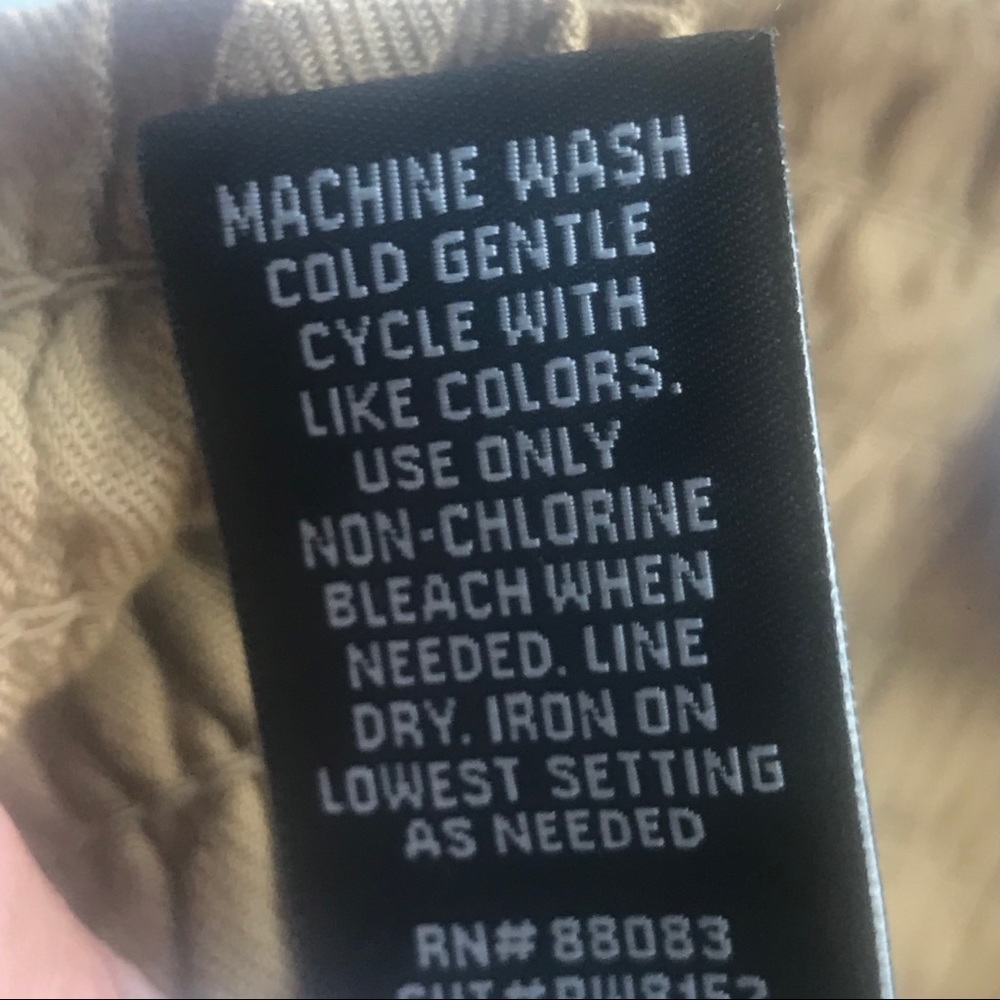 MACHINE WASH
COLD GENTLE
CYCLE WITH
LIKE COLORS.
USE ONLY
NON-CHLORINE
BLEACH WHEN
NEEDED. LINE
DRY. IRON ON
LOWEST SETTING
AS NEEDED
RN# 88083